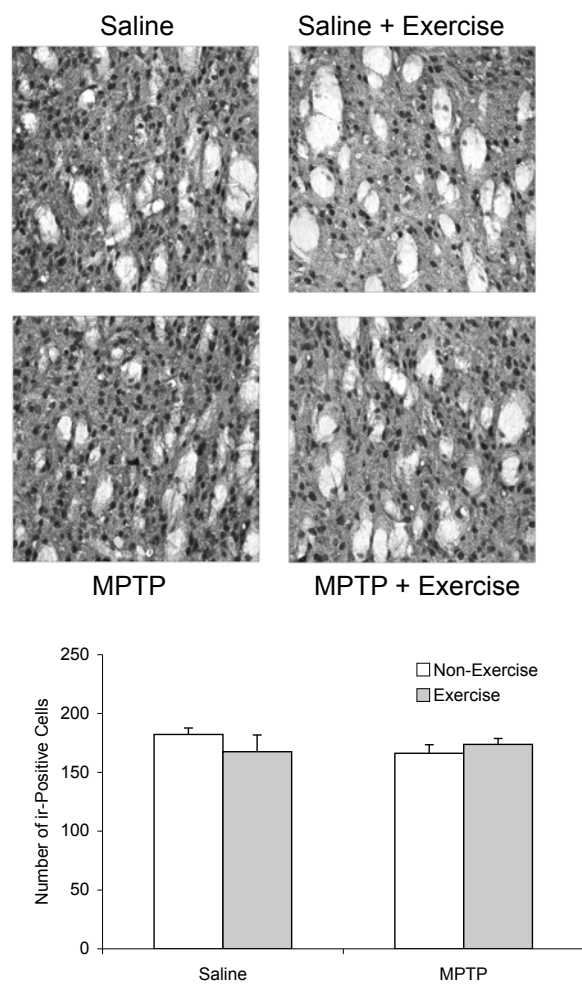 Saline
Saline + Exercise
MPTP
MPTP + Exercise
Number of ir-Positive Cells
250
200
150
100
50
0
Non-Exercise
Exercise
Saline
MPTP